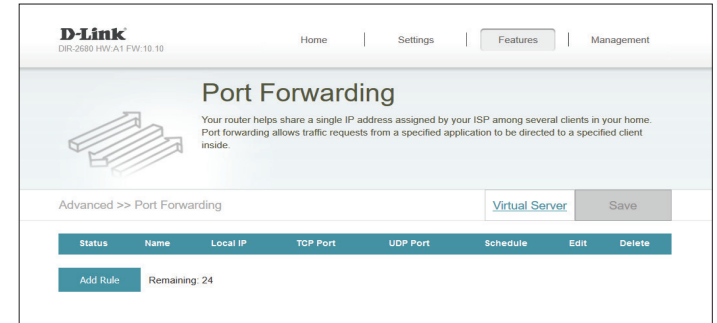 D-Link
DIR-2680 HW:A1 FW:10.10
Home Settings Features Management
Port Forwarding
Your router helps share a single IP address assigned by your ISP among several clients in your home.
Port forwarding allows traffic requests from a specified application to be directed to a specified client
inside.
Advanced >> Port Forwarding Virtual Server Save
Status Name Local IP TCP Port UDP Port Schedule Edit Delete
Add Rule Remaining: 24